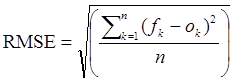 RMSE = √((∑ₖ₌₁ⁿ (fₖ − oₖ)²) / n)